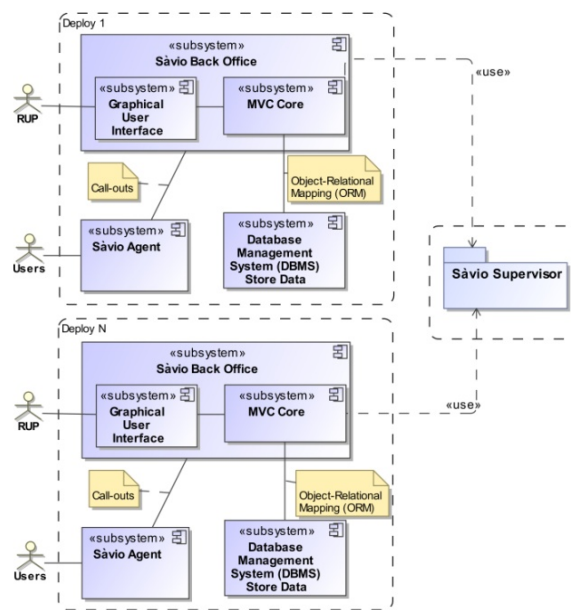 Deploy 1
«subsystem»
Sàvio Back Office
«subsystem»
Graphical
User
Interface
«subsystem»
MVC Core
RUP
«use»
Call-outs
Object-Relational
Mapping (ORM)
«subsystem»
Sàvio Agent
«subsystem»
Database
Management
System (DBMS)
Store Data
Users
Sàvio Supervisor
Deploy N
«subsystem»
Sàvio Back Office
«subsystem»
Graphical
User
Interface
«subsystem»
MVC Core
RUP
«use»
Call-outs
Object-Relational
Mapping (ORM)
«subsystem»
Sàvio Agent
«subsystem»
Database
Management
System (DBMS)
Store Data
Users